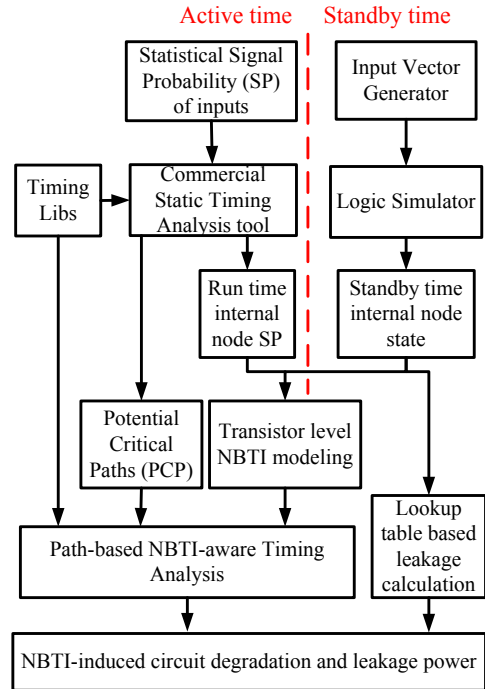 Active time
Standby time
Statistical Signal
Probability (SP)
of inputs
Input Vector
Generator
Timing
Libs
Commercial
Static Timing
Analysis tool
Logic Simulator
Run time
internal
node SP
Standby time
internal node
state
Potential
Critical
Paths (PCP)
Transistor level
NBTI modeling
Path-based NBTI-aware Timing
Analysis
Lookup
table based
leakage
calculation
NBTI-induced circuit degradation and leakage power